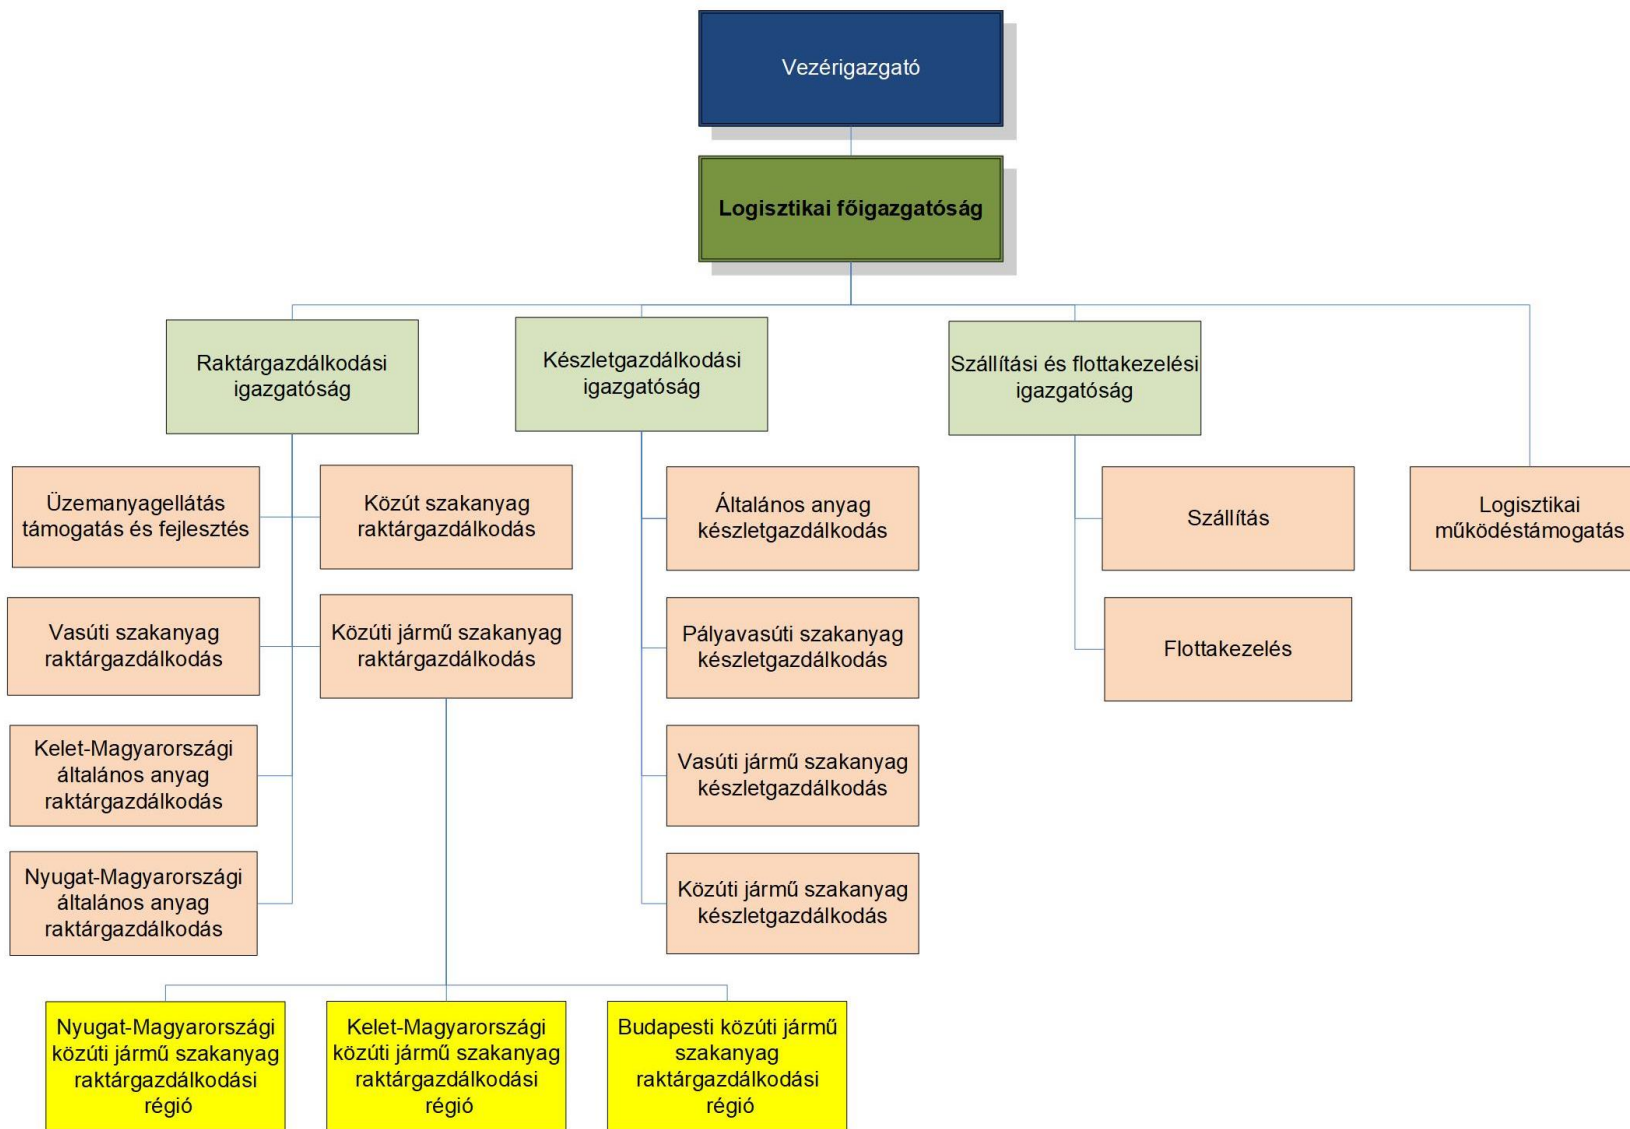 Vezérigazgató
Logisztikai főigazgatóság
Raktárgazdálkodási
igazgatóság
Készletgazdálkodási
igazgatóság
Szállítási és flottakezelési
igazgatóság
Üzemanyagellátás
támogatás és fejlesztés
Közút szakanyag
raktárgazdálkodás
Általános anyag
készletgazdálkodás
Szállítás
Logisztikai
működéstámogatás
Vasúti szakanyag
raktárgazdálkodás
Közúti jármű szakanyag
raktárgazdálkodás
Pályavasúti szakanyag
készletgazdálkodás
Flottakezelés
Kelet-Magyarországi
általános anyag
raktárgazdálkodás
Vasúti jármű szakanyag
készletgazdálkodás
Nyugat-Magyarországi
általános anyag
raktárgazdálkodás
Közúti jármű szakanyag
készletgazdálkodás
Nyugat-Magyarországi
közúti jármű szakanyag
raktárgazdálkodási
régió
Kelet-Magyarországi
közúti jármű szakanyag
raktárgazdálkodási
régió
Budapesti közúti jármű
szakanyag
raktárgazdálkodási
régió